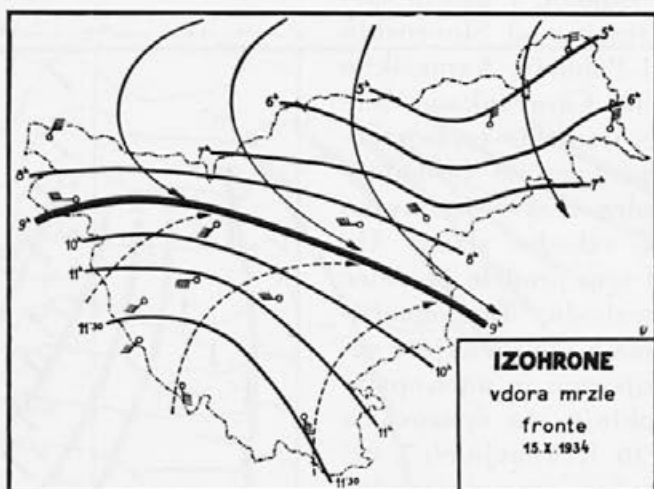 5ʰ
5ʰ
6ʰ
6ʰ
7ʰ
7ʰ
8ʰ
8ʰ
9ʰ
9ʰ
10ʰ
10ʰ
11ʰ
11ʰ
11ʰ30
11ʰ30
IZOHRONE
vdora mrzle
fronte
15.X.1934